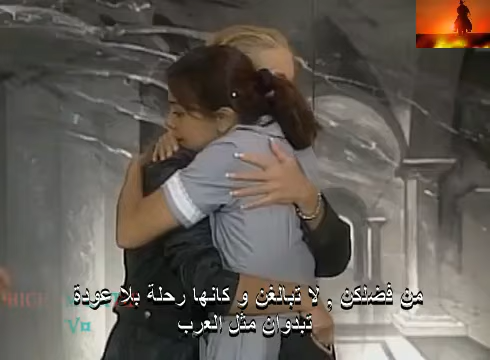 من فضلكن , لا تبالغن و كانها رحلة بلا عودة
تبدوان مثل العرب